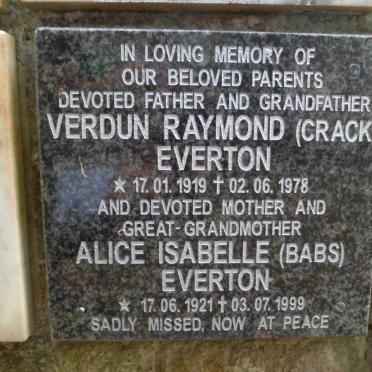 IN LOVING MEMORY OF
OUR BELOVED PARENTS
DEVOTED FATHER AND GRANDFATHER
VERDUN RAYMOND (CRACK
EVERTON
★ 17. 01. 1919 † 02. 06. 1978
AND DEVOTED MOTHER AND
GREAT-GRANDMOTHER
ALICE ISABELLE (BABS)
EVERTON
★ 17. 06. 1921 † 03. 07. 1999
SADLY MISSED, NOW AT PEACE